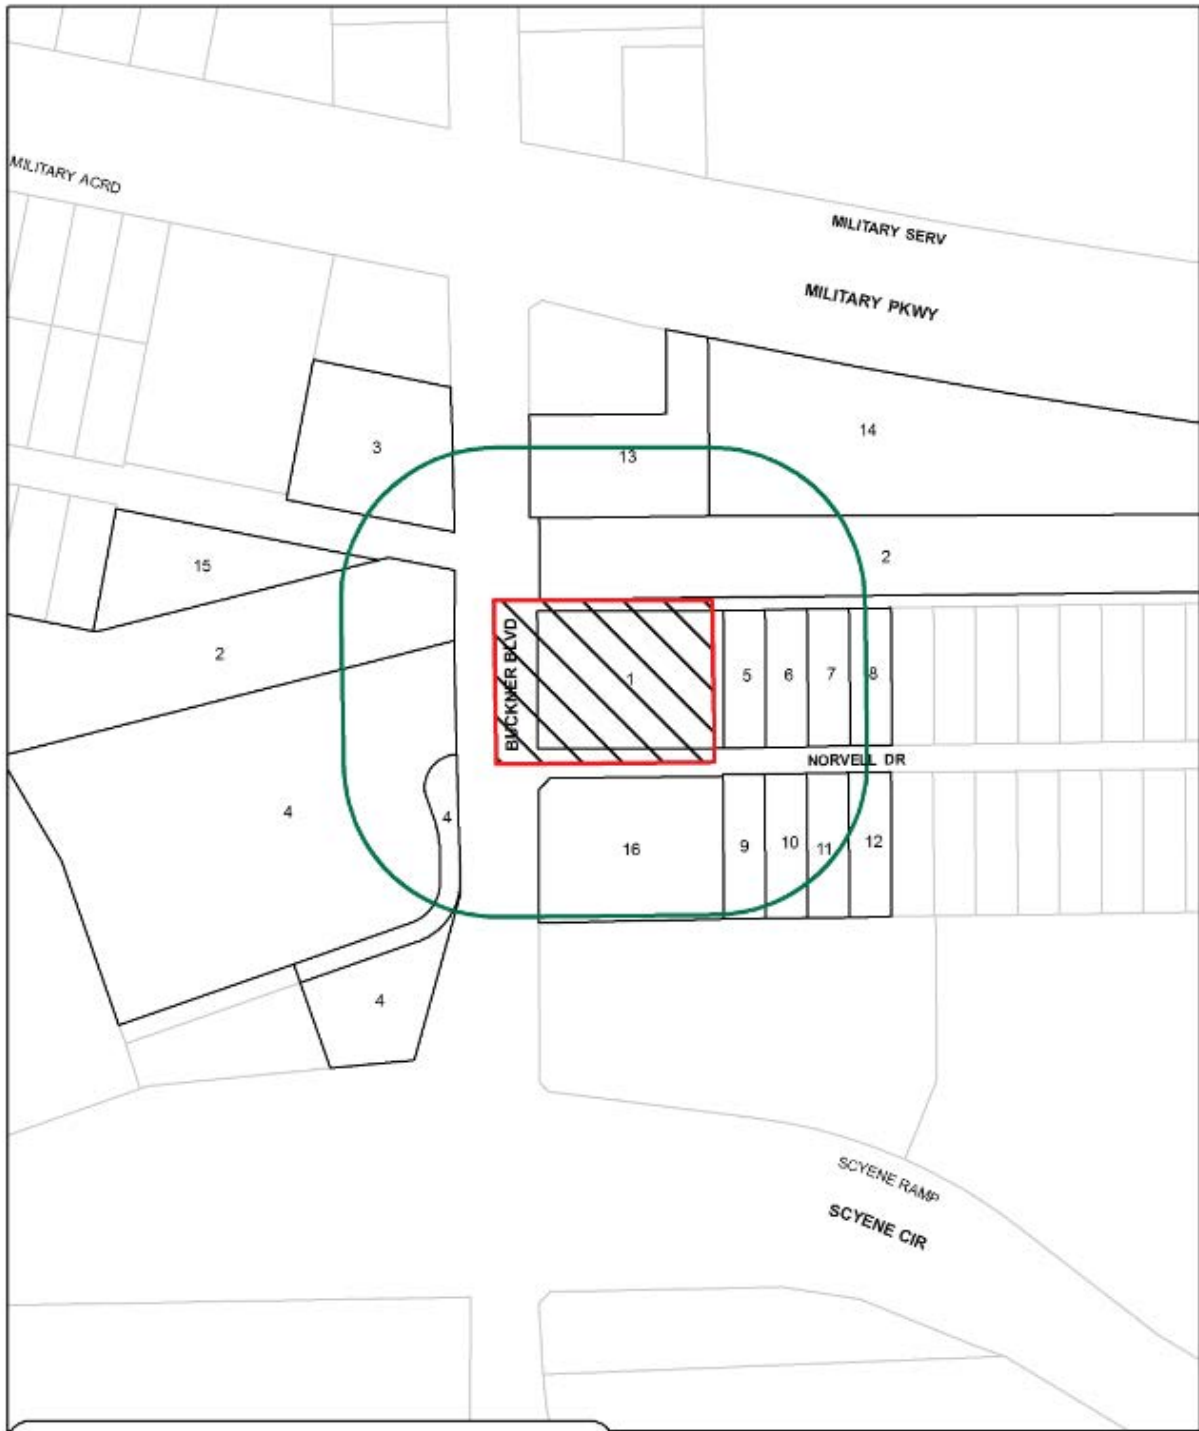 MILITARY ACRD
MILITARY SERV
MILITARY PKWY
14
3
13
2
15
2
BUCKNER BLVD
1
5
6
7
8
NORVELL DR
4
4
16
9
10
11
12
4
SCYENE RAMP
SCYENE CIR